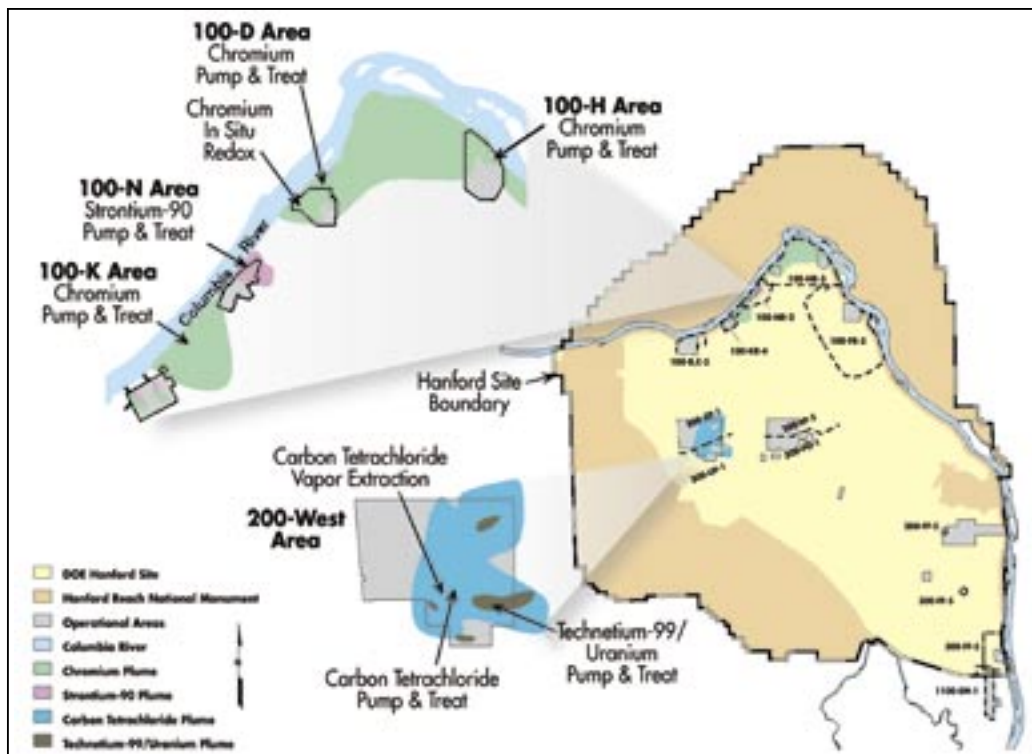 100-D Area
Chromium
Pump & Treat
Chromium
In Situ
Redox
100-H Area
Chromium
Pump & Treat
100-N Area
Strontium-90
Pump & Treat
100-K Area
Chromium
Pump & Treat
Columbia River
Hanford Site
Boundary
Carbon Tetrachloride
Vapor Extraction
200-West
Area
Technetium-99/
Uranium
Pump & Treat
Carbon Tetrachloride
Pump & Treat
DOE Hanford Site
Hanford Reach National Monument
Operational Areas
Columbia River
Chromium Plume
Strontium-90 Plume
Carbon Tetrachloride Plume
Technetium-99/Uranium Plume